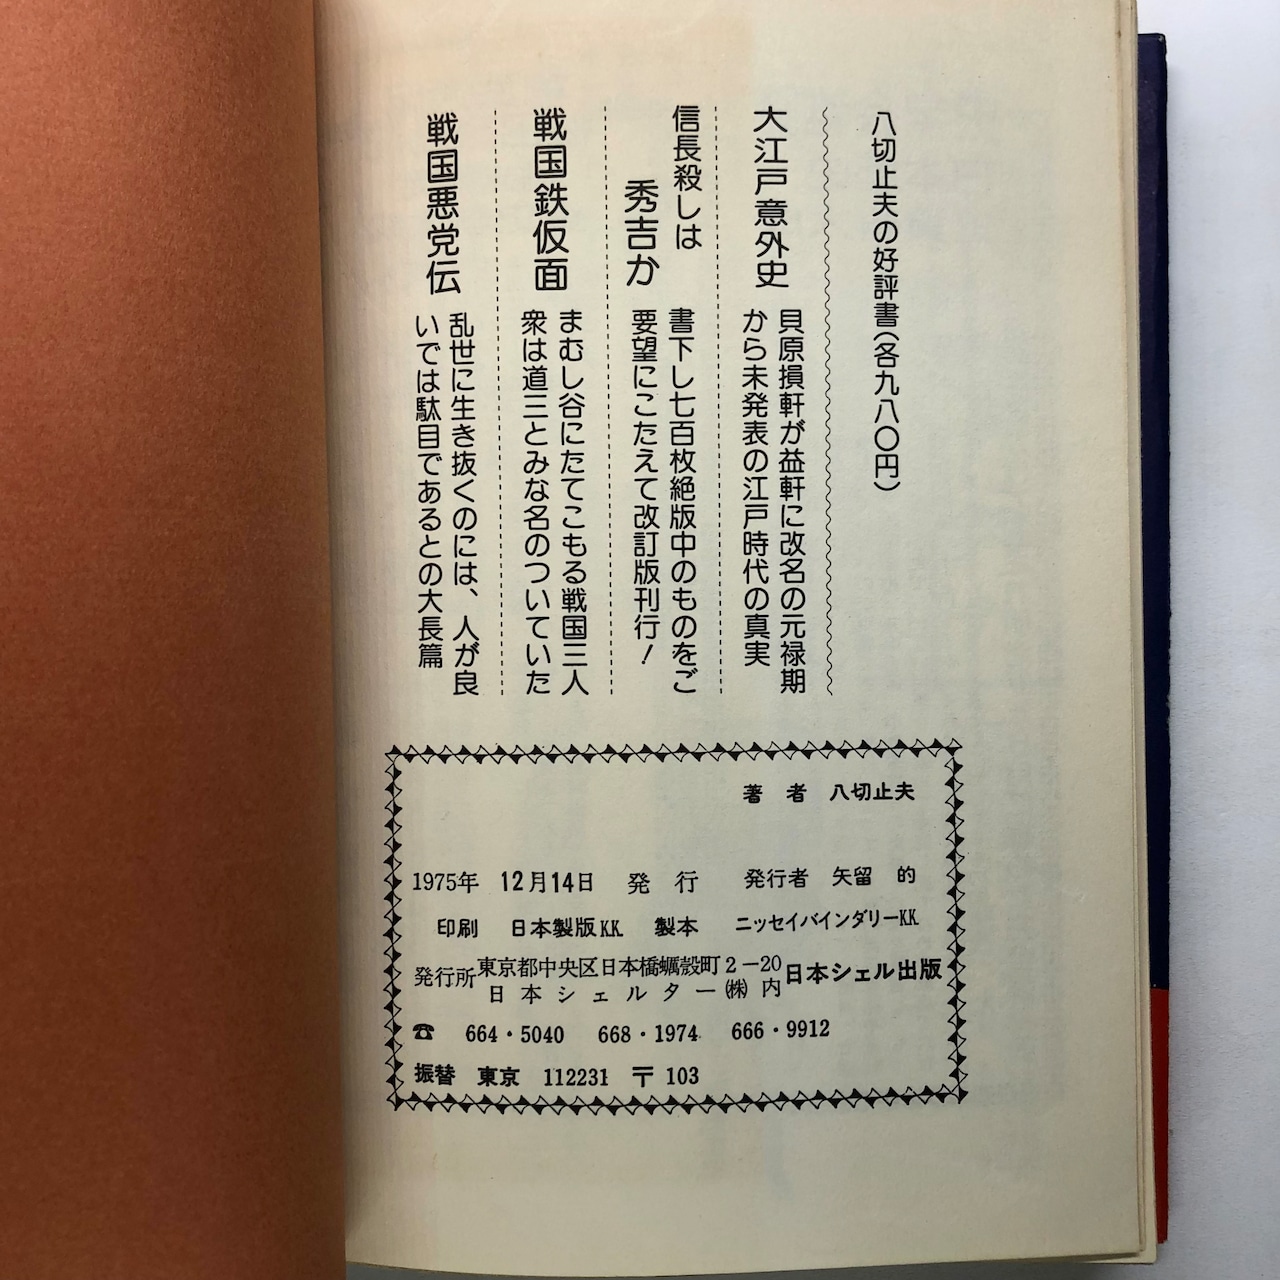 八切止夫の好評書(各九八〇円)
大江戸意外史
貝原損軒が益軒に改名の元禄期
から未発表の江戸時代の真実
信長殺しは
秀吉か
書下し七百枚絶版中のものをご
要望にこたえて改訂版刊行!
戦国鉄仮面
まむし谷にたてこもる戦国三人
衆は道三とみな名のついていた
戦国悪党伝
乱世に生き抜くのには、人が良
いでは駄目であるとの大長篇
著 者 八切止夫
1975年 12月14日 発 行 発行者 矢留 的
印刷 日本製版KK. 製本 ニッセイバインダリーKK
発行所 東京都中央区日本橋蠣殻町2-20
日本シェルター(株)内 日本シェル出版
☎ 664・5040 668・1974 666・9912
振替 東京 112231 〒 103